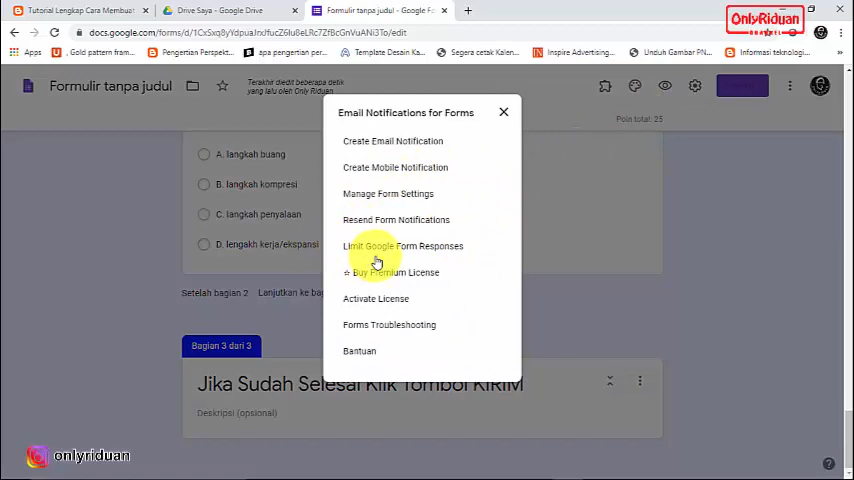 Tutorial Lengkap Cara Membuat
Drive Saya - Google Drive
Formulir tanpa judul - Google Fo
OnlyRiduan
docs.google.com/forms/d/1CxSxq8yYdpuaJnxfucZ6lu8eLRc7ZfBcGnVuANi3To/edit
Apps
, Gold pattern fram...
Pengertian Perspekt...
apa pengertian per...
Template Desain Ka...
Segera cetak Kalen...
Inspire Advertising...
Unduh Gambar PN...
Informasi teknologi...
Formulir tanpa judul
Terakhir diedit beberapa detik
yang lalu oleh Only Riduan
Poin total: 25
Email Notifications for Forms
Create Email Notification
Create Mobile Notification
Manage Form Settings
Resend Form Notifications
Limit Google Form Responses
☆ Buy Premium License
Activate License
Forms Troubleshooting
Bantuan
A. langkah buang
B. langkah kompresi
C. langkah penyalaan
D. lengakh kerja/ekspansi
Setelah bagian 2
Lanjutkan ke bag
Bagian 3 dari 3
Jika Sudah Selesai Klik Tombol KIRIM
Deskripsi (opsional)
onlyriduan